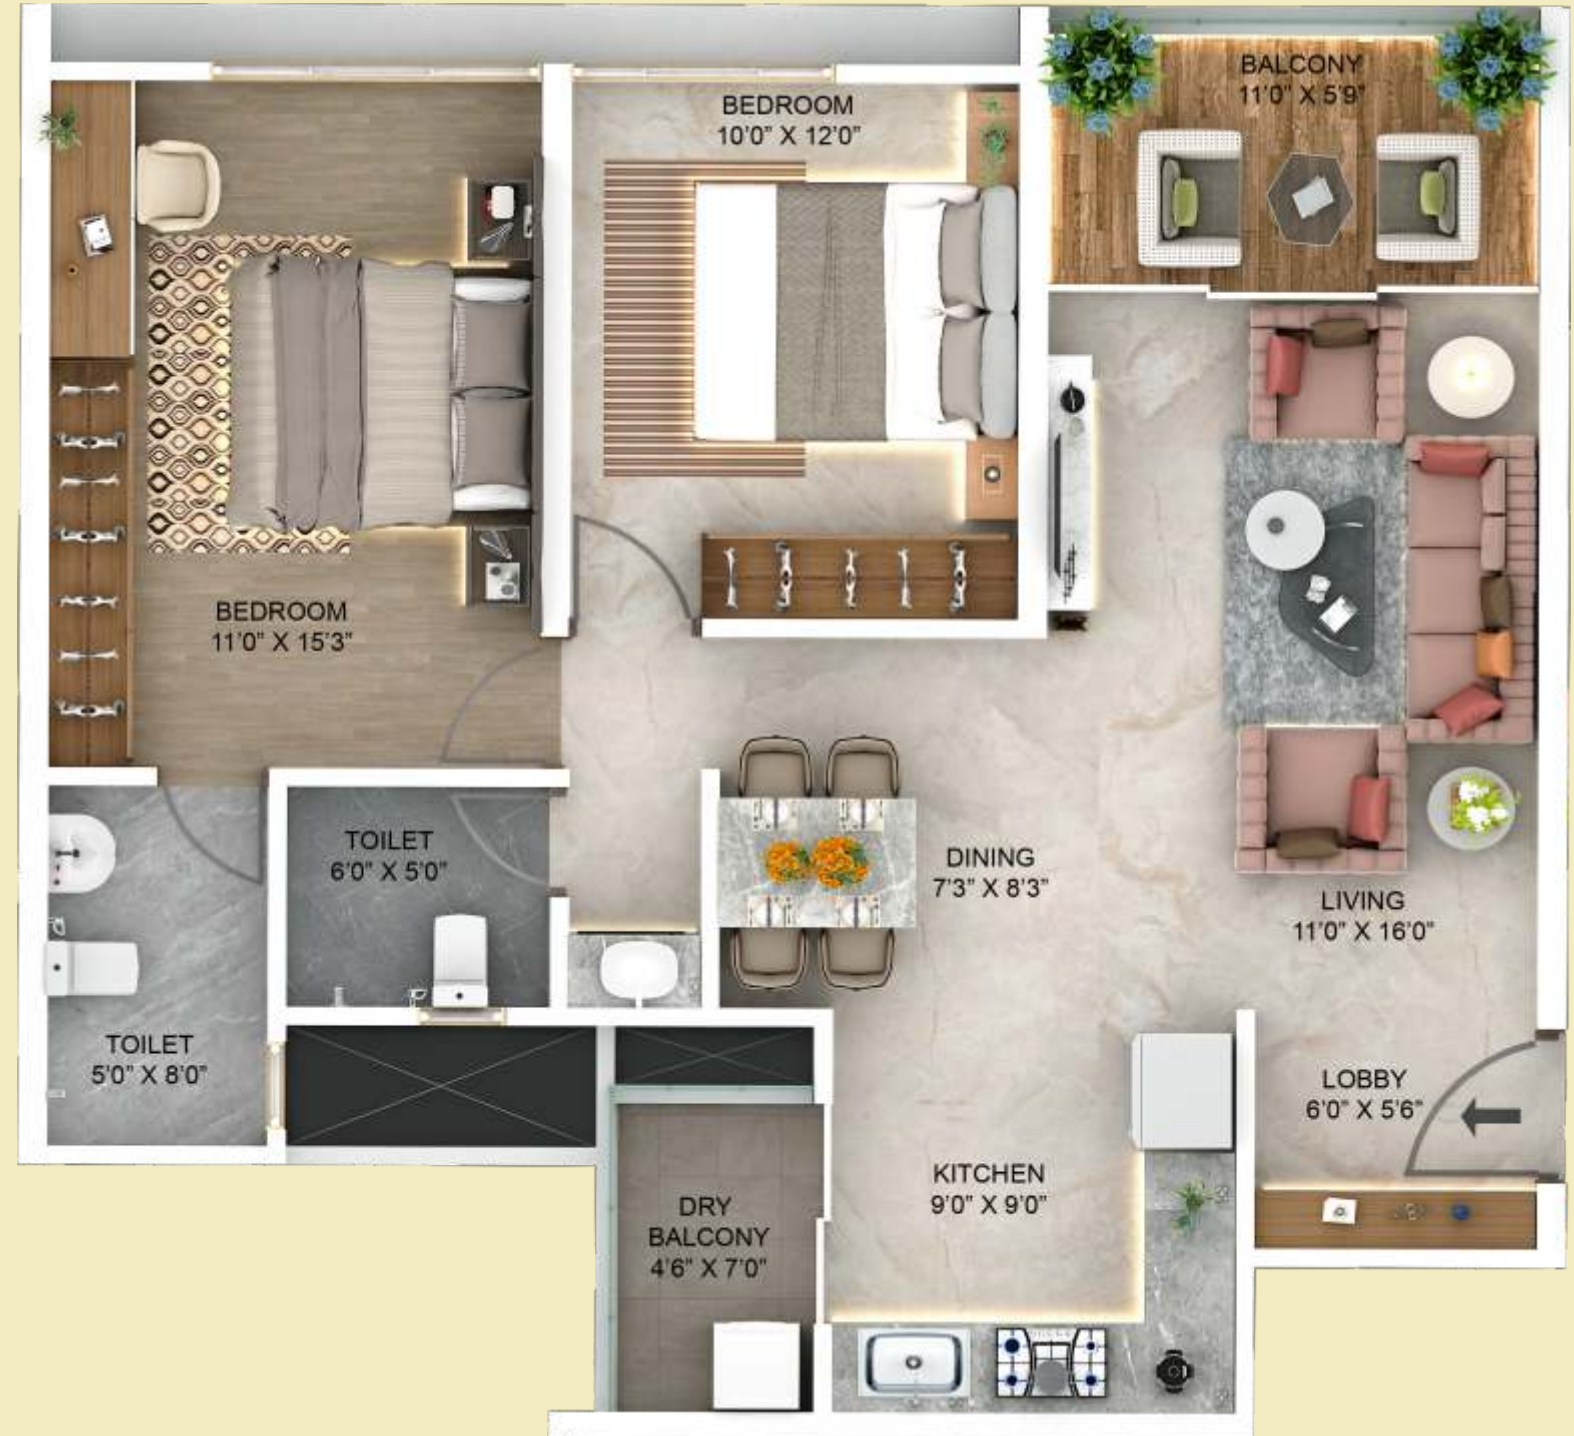 BALCONY
11'0" X 5'9"
BEDROOM
10'0" X 12'0"
BEDROOM
11'0" X 15'3"
TOILET
6'0" X 5'0"
DINING
7'3" X 8'3"
LIVING
11'0" X 16'0"
TOILET
5'0" X 8'0"
LOBBY
6'0" X 5'6"
KITCHEN
9'0" X 9'0"
DRY
BALCONY
4'6" X 7'0"